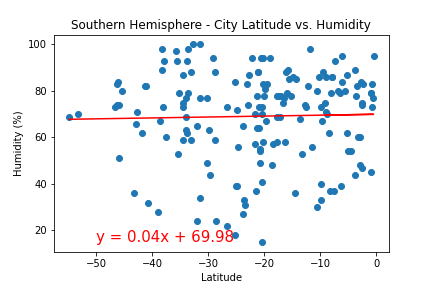 Southern Hemisphere - City Latitude vs. Humidity
100
80
60
40
20
Humidity (%)
y = 0.04x + 69.98
−50
−40
−30
−20
−10
0
Latitude